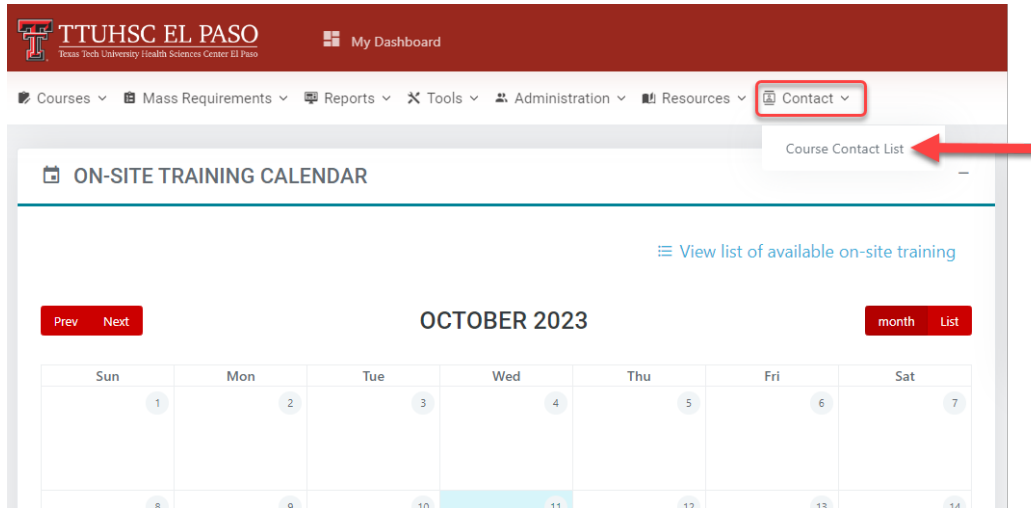 TTUHSC EL PASO
Texas Tech University Health Sciences Center El Paso
My Dashboard
Courses Mass Requirements Reports Tools Administration Resources Contact
Course Contact List
ON-SITE TRAINING CALENDAR
View list of available on-site training
Prev Next OCTOBER 2023 month List
Sun Mon Tue Wed Thu Fri Sat
1 2 3 4 5 6 7
8 9 10 11 12 13 14